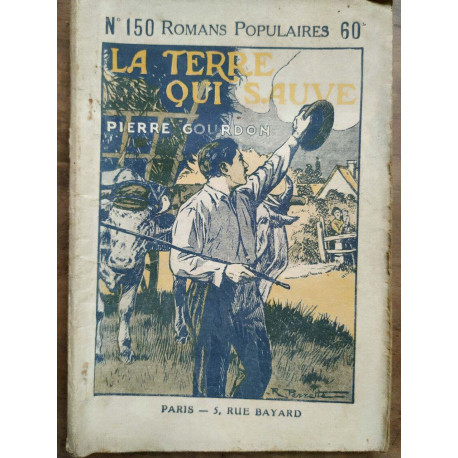 N° 150 ROMANS POPULAIRES 60c
LA TERRE
QUI SAUVE
PIERRE GOURDON
PARIS — 5, RUE BAYARD